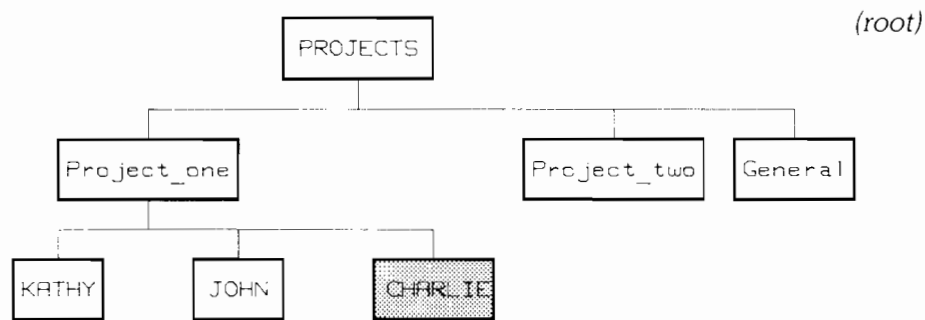 (root)
PROJECTS
Project_one
Project_two
General
KATHY
JOHN
CHARLIE